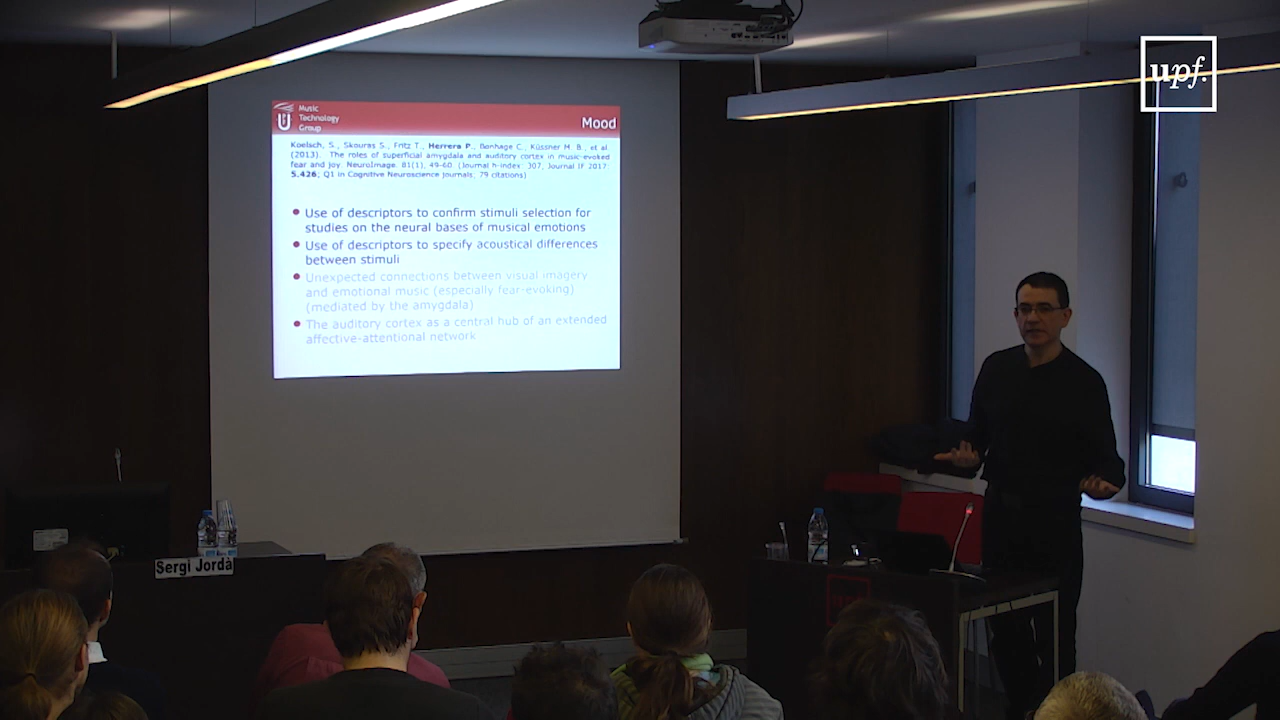 upf.
Music
Technology
Group
Mood
Koelsch, S., Skouras S., Fritz T., Herrera P., Bonhage C., Küssner M. B., et al.
(2013). The roles of superficial amygdala and auditory cortex in music-evoked
fear and joy. NeuroImage. 81(1), 49-60. (Journal h-index: 307, Journal IF 2017:
5.426; Q1 in Cognitive Neuroscience journals, 79 citations)
Use of descriptors to confirm stimuli selection for
studies on the neural bases of musical emotions
Use of descriptors to specify acoustical differences
between stimuli
Unexpected connections between visual imagery
and emotional music (especially fear-evoking)
(mediated by the amygdala)
The auditory cortex as a central hub of an extended
affective-attentional network
Sergi Jordà